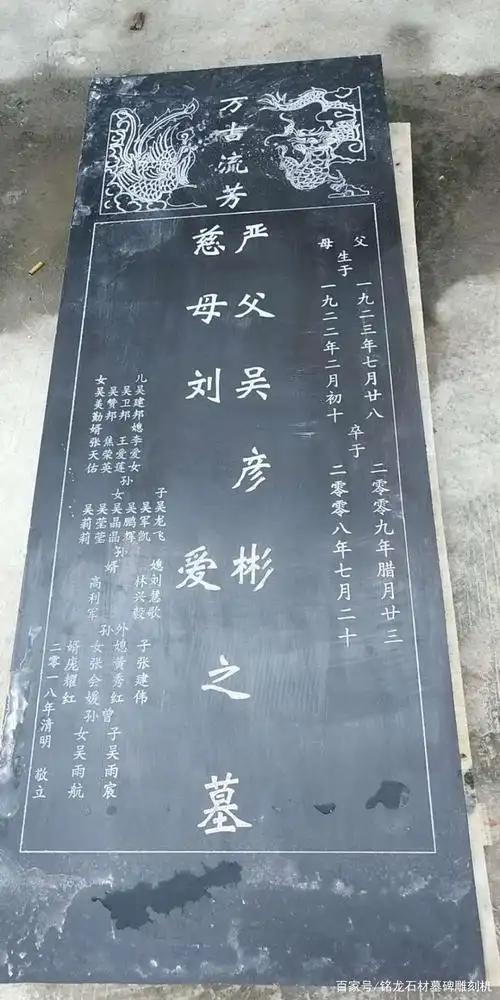 万古流芳
父
母
生于
一九二三年七月廿八
一九二二年二月初十
卒于
二零零九年腊月廿三
二零零八年七月二十
严父吴彦彬
慈母刘爱
之墓
儿吴建邦媳李爱女
吴卫邦王爱莲
吴赞邦焦荣英
女吴美勤婿张天佑
孙
子吴龙飞媳刘慧歌
吴军凯林兴毅
吴鹏辉
女吴晶晶婿高利军
吴莹莹
吴莉莉
外孙
子张建伟
媳黄秀红
女张会媛
婿庞耀红
曾孙
子吴雨宸
女吴雨航
二零一八年清明 敬立
百家号/铭龙石材墓碑雕刻机